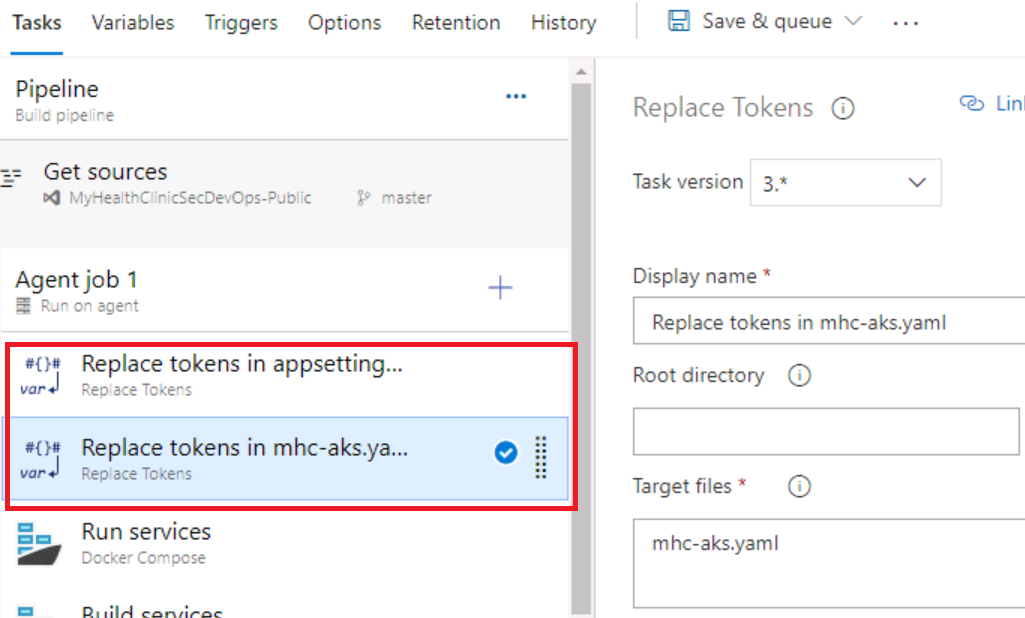 Tasks Variables Triggers Options Retention History Save & queue ...
Pipeline ...
Build pipeline
Get sources
MyHealthClinicSecDevOps-Public master
Agent job 1
Run on agent
#{}# Replace tokens in appsetting...
var Replace Tokens
#{}# Replace tokens in mhc-aks.ya...
var Replace Tokens
Run services
Docker Compose
Build services
Replace Tokens
Task version 3.*
Display name *
Replace tokens in mhc-aks.yaml
Root directory
Target files *
mhc-aks.yaml